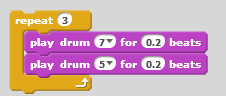 repeat 3
play drum 7 for 0.2 beats
play drum 5 for 0.2 beats